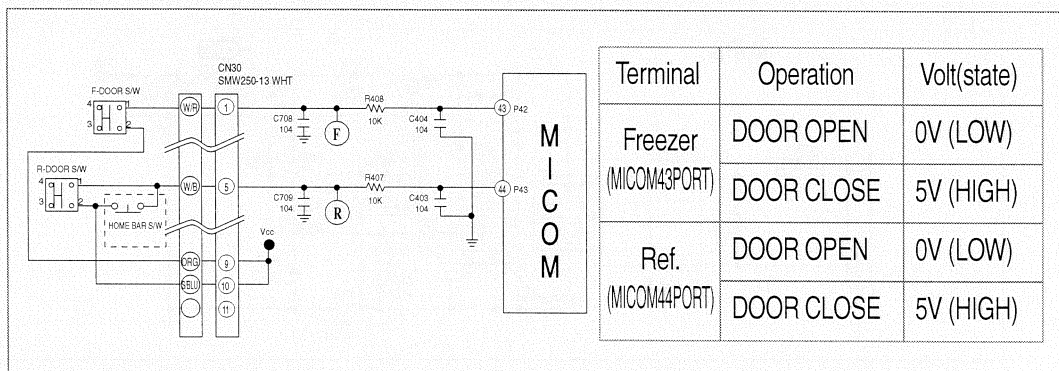 CN30
SMW250-13 WHT
F-DOOR S/W
4 1
3 2
W/R 1
C708
104
F
R408
10K
C404
104
43 P42
R-DOOR S/W
4 1
3 2
HOME BAR S/W
W/B 5
C709
104
R
R407
10K
C403
104
44 P43
Vcc
ORG 9
SBLU 10
11
MICOM
Terminal Operation Volt(state)
Freezer
(MICOM43PORT)
DOOR OPEN 0V (LOW)
DOOR CLOSE 5V (HIGH)
Ref.
(MICOM44PORT)
DOOR OPEN 0V (LOW)
DOOR CLOSE 5V (HIGH)